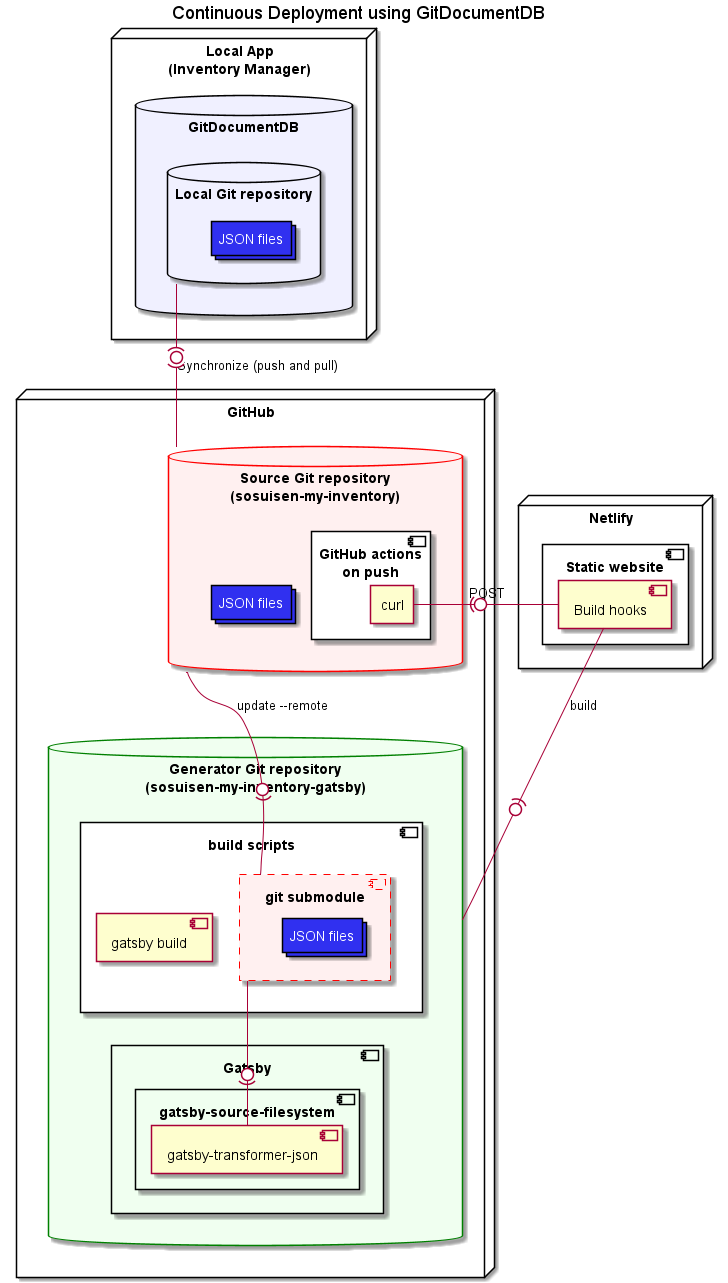 Continuous Deployment using GitDocumentDB
Local App
(Inventory Manager)
GitDocumentDB
Local Git repository
JSON files
Synchronize (push and pull)
GitHub
Source Git repository
(sosuisen-my-inventory)
GitHub actions
on push
JSON files
curl
POST
Netlify
Static website
Build hooks
update --remote
build
Generator Git repository
(sosuisen-my-inventory-gatsby)
build scripts
git submodule
JSON files
gatsby build
Gatsby
gatsby-source-filesystem
gatsby-transformer-json